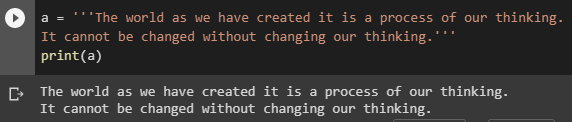 a = '''The world as we have created it is a process of our thinking.
It cannot be changed without changing our thinking.'''
print(a)
The world as we have created it is a process of our thinking.
It cannot be changed without changing our thinking.